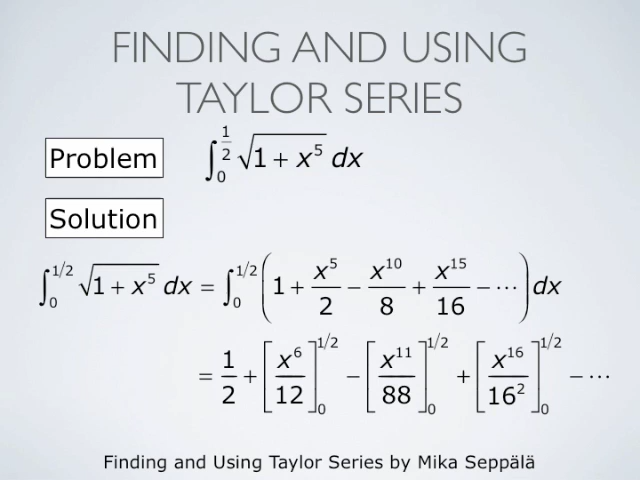 FINDING AND USING
TAYLOR SERIES
Problem ∫₀^{1/2} √(1 + x⁵) dx
Solution
∫₀^{1/2} √(1 + x⁵) dx = ∫₀^{1/2} (1 + x⁵/2 − x¹⁰/8 + x¹⁵/16 − ⋯) dx
= 1/2 + [x⁶/12]₀^{1/2} − [x¹¹/88]₀^{1/2} + [x¹⁶/16²]₀^{1/2} − ⋯
Finding and Using Taylor Series by Mika Seppälä